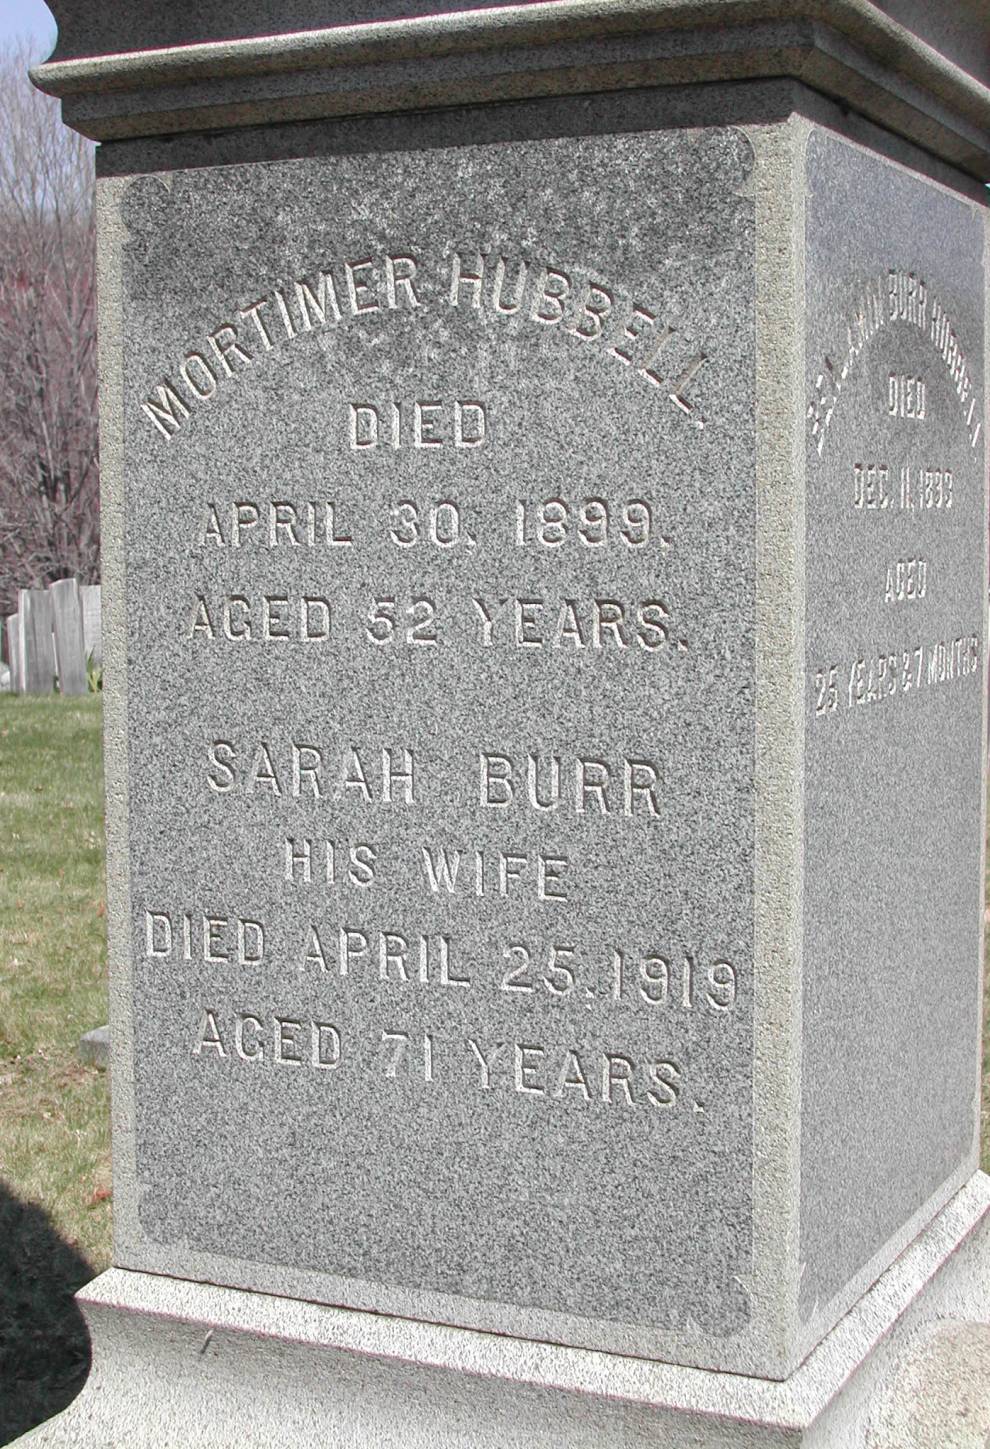 MORTIMER HUBBELL.
DIED
APRIL 30, 1899.
AGED 52 YEARS.
SARAH BURR
HIS WIFE
DIED APRIL 25, 1919
AGED 71 YEARS.
BURR HUBBELL.
DIED
DEC. 11, 1899
AGED
25 YEARS & 7 MONTHS